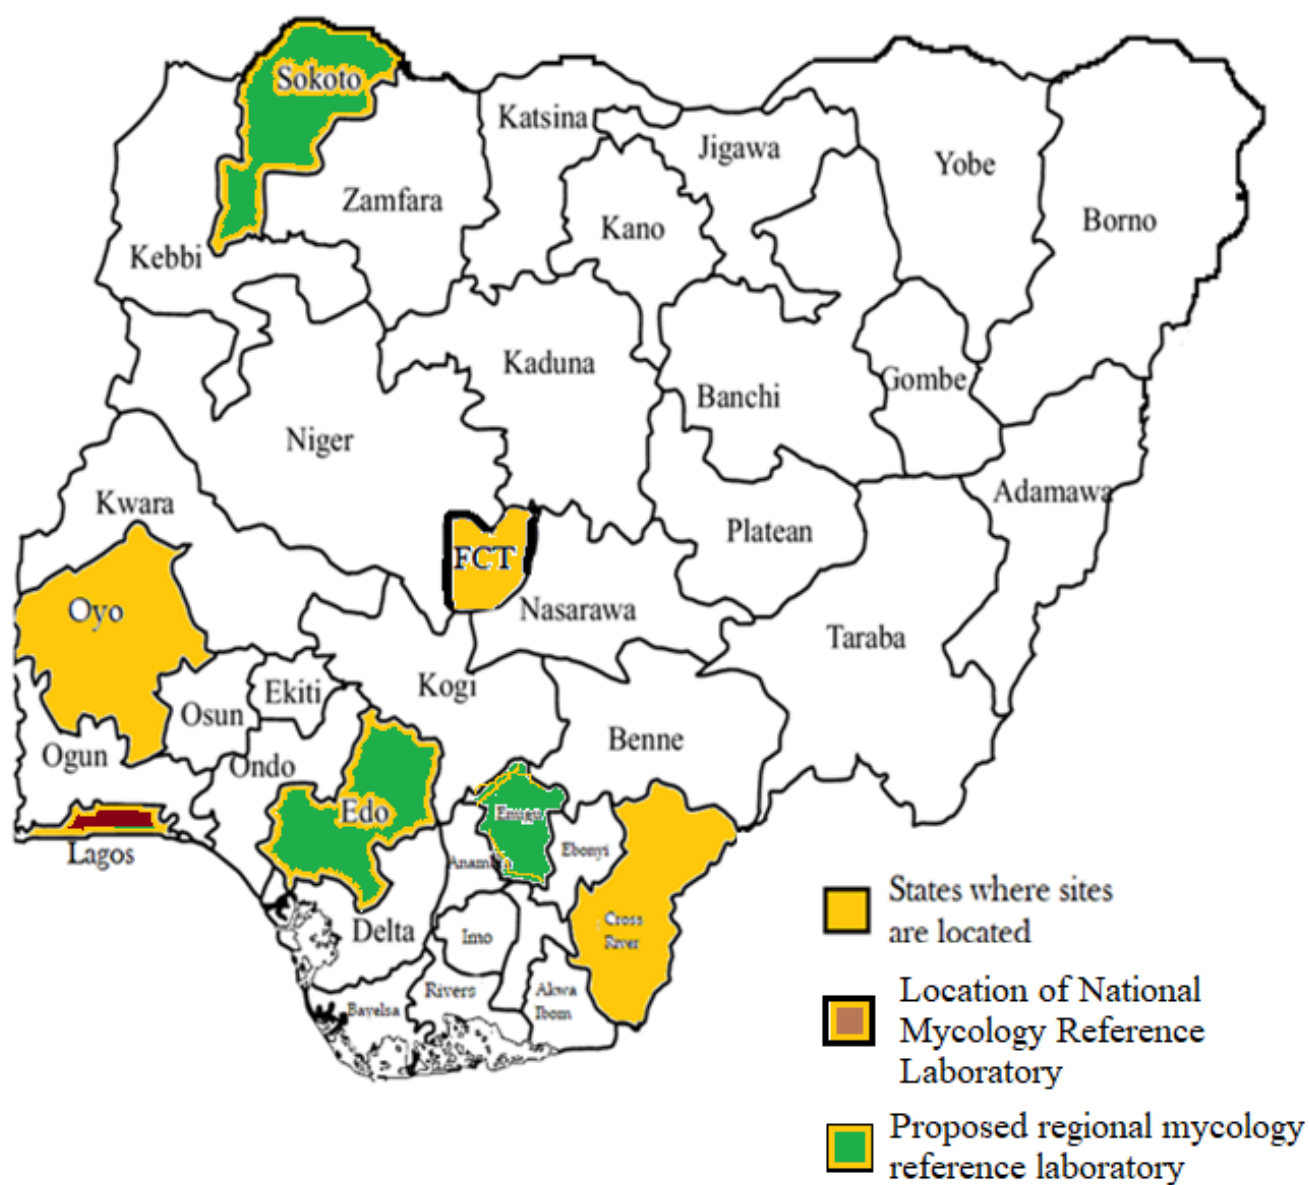 Sokoto
Katsina
Jigawa
Yobe
Zamfara
Kano
Borno
Kebbi
Kaduna
Banchi
Gombe
Niger
Kwara
Adamawa
Platean
FCT
Oyo
Nasarawa
Taraba
Ekiti
Kogi
Osun
Benne
Ogun
Ondo
Edo
Enugu
Lagos
Anam
Ebonyi
Delta
Imo
Cross
River
Rivers
Akwa
Ibom
Bayelsa
States where sites
are located
Location of National
Mycology Reference
Laboratory
Proposed regional mycology
reference laboratory